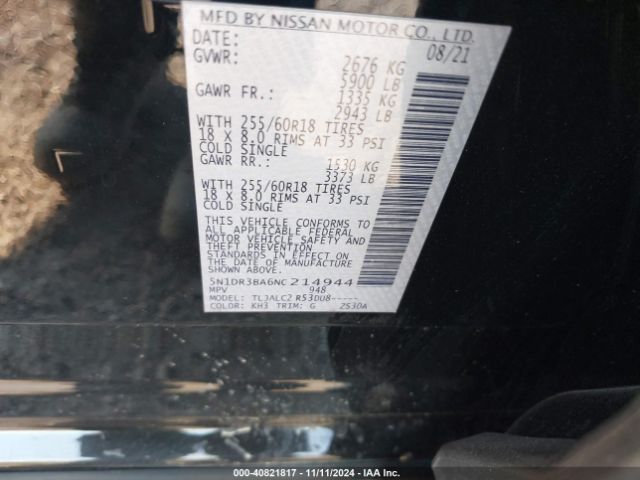 MFD BY NISSAN MOTOR CO., LTD.
DATE: 08/21
GVWR: 2676 KG
5900 LB
GAWR FR.: 1335 KG
2943 LB
WITH 255/60R18 TIRES
18 X 8.0 RIMS AT 33 PSI
COLD SINGLE
GAWR RR.: 1530 KG
3373 LB
WITH 255/60R18 TIRES
18 X 8.0 RIMS AT 33 PSI
COLD SINGLE
THIS VEHICLE CONFORMS TO
ALL APPLICABLE FEDERAL
MOTOR VEHICLE SAFETY AND
THEFT PREVENTION
STANDARDS IN EFFECT ON
THE DATE OF MANUFACTURE
SHOWN ABOVE.
5N1DR3BA6NC214944
MPV 948
MODEL: TLJALC2 R53DU8-----
COLOR: KH3 TRIM: G 2530A
000-40821817 - 11/11/2024 - IAA Inc.